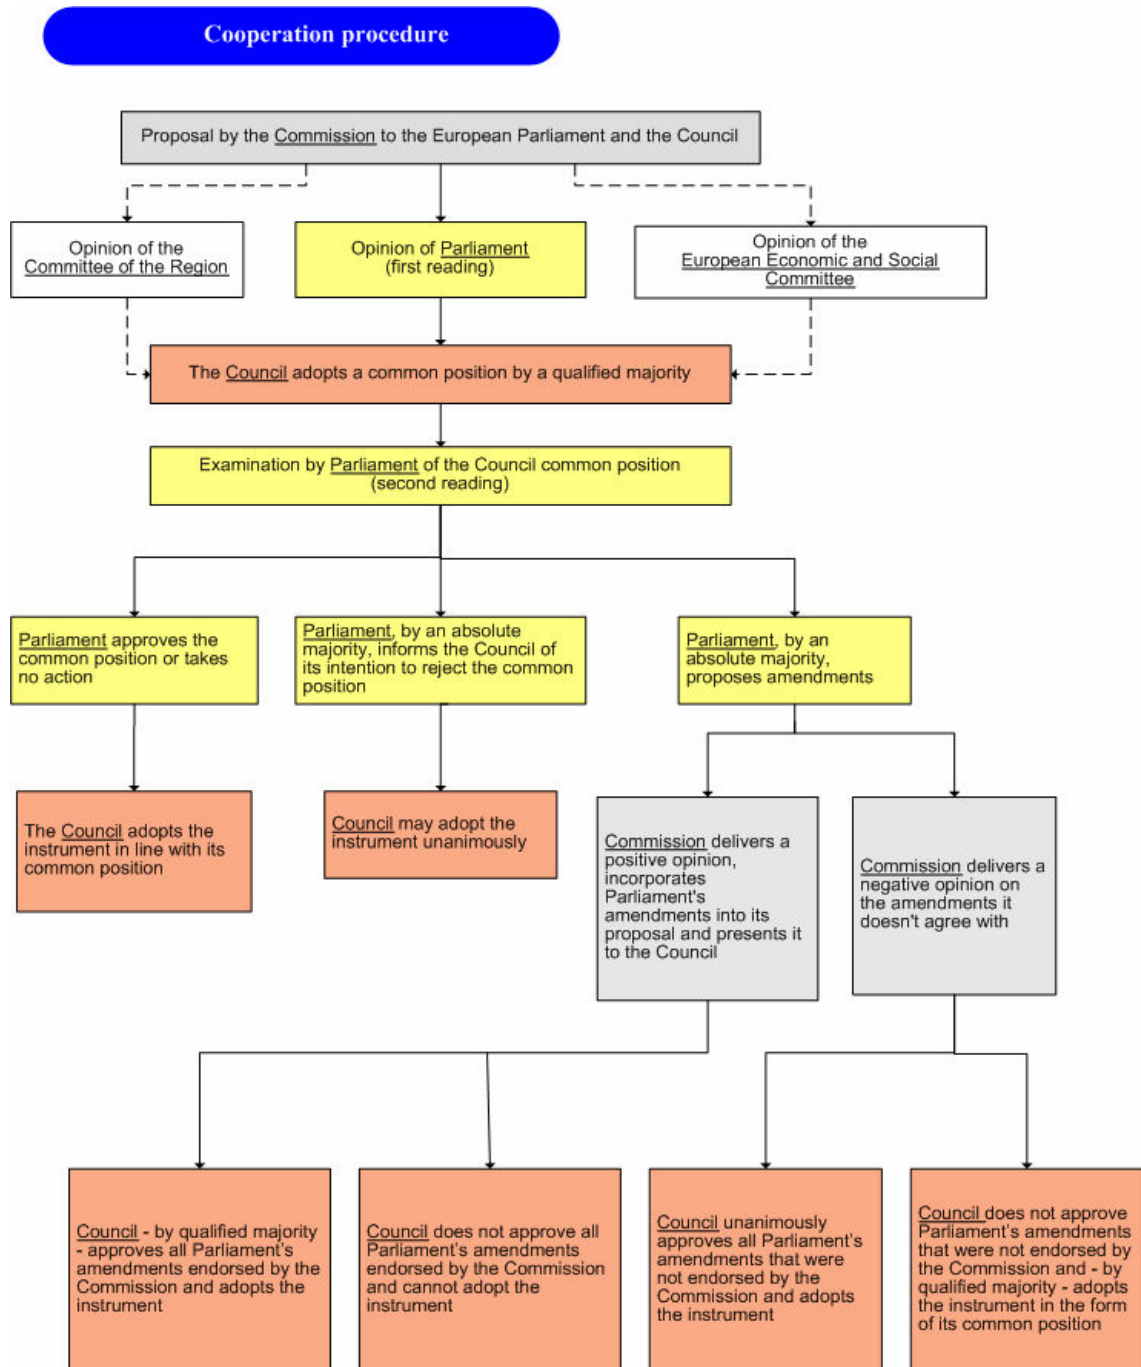 Cooperation procedure
Proposal by the Commission to the European Parliament and the Council
Opinion of the
Committee of the Region
Opinion of Parliament
(first reading)
Opinion of the
European Economic and Social
Committee
The Council adopts a common position by a qualified majority
Examination by Parliament of the Council common position
(second reading)
Parliament approves the
common position or takes
no action
Parliament, by an absolute
majority, informs the Council of
its intention to reject the common
position
Parliament, by an
absolute majority,
proposes amendments
The Council adopts the
instrument in line with its
common position
Council may adopt the
instrument unanimously
Commission delivers a
positive opinion,
incorporates
Parliament's
amendments into its
proposal and presents it
to the Council
Commission delivers a
negative opinion on
the amendments it
doesn't agree with
Council - by qualified majority
- approves all Parliament's
amendments endorsed by
the Commission and adopts the
instrument
Council does not approve all
Parliament's amendments
endorsed by the Commission
and cannot adopt the
instrument
Council unanimously
approves all Parliament's
amendments that were
not endorsed by the
Commission and adopts
the instrument
Council does not approve
Parliament's amendments
that were not endorsed by
the Commission and - by
qualified majority - adopts
the instrument in the form
of its common position